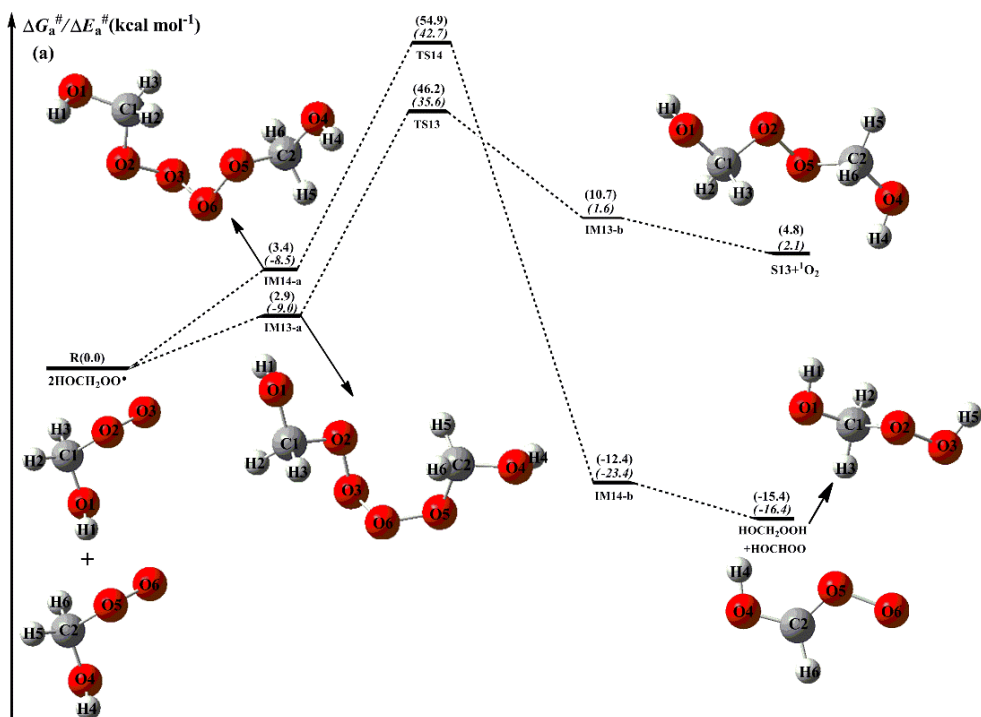 ΔGa#/ΔEa#(kcal mol-1)
(a)
(54.9)
(42.7)
TS14
(46.2)
(35.6)
TS13
O1
H3
H1
C1
H2
O2
O3
O6
O5
H6
C2
O4
H4
H5
H1
O1
O2
H5
C1
C2
O5
H6
H2
H3
O4
H4
(10.7)
(1.6)
IM13-b
(4.8)
(2.1)
S13+1O2
(3.4)
(-8.5)
IM14-a
(2.9)
(-9.0)
IM13-a
R(0.0)
2HOCH2OO•
O3
H3
O2
H2
C1
O1
H1
+
H6
O5
O6
H5
C2
O4
H4
H1
O1
O2
H5
C1
H2
H3
H6
C2
O4
H4
O3
O6
O5
(-12.4)
(-23.4)
IM14-b
(-15.4)
(-16.4)
HOCH2OOH
+HOCHOO
H1
H2
O1
C1
O2
H5
O3
H3
H4
O4
O5
C2
O6
H6